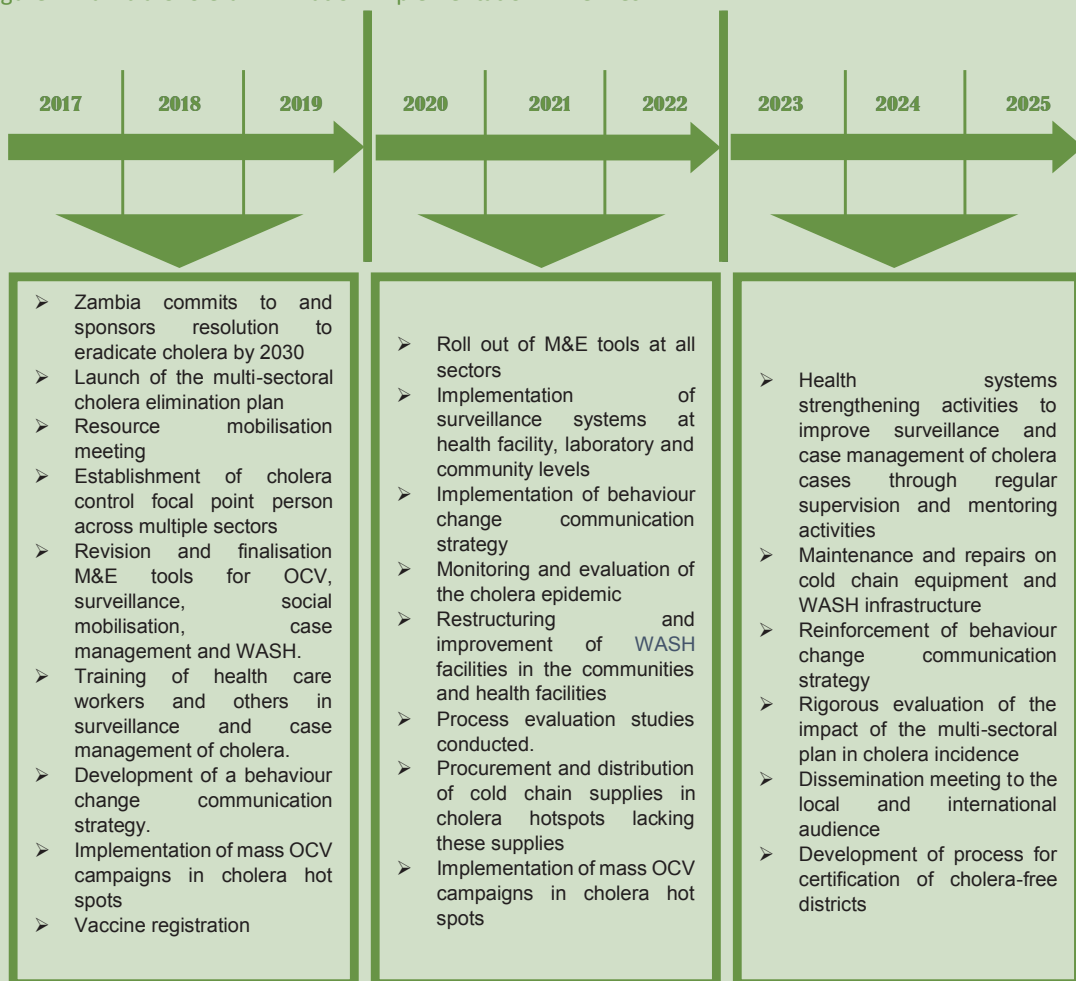 2017 2018 2019 2020 2021 2022 2023 2024 2025
➢ Zambia commits to and
sponsors resolution to
eradicate cholera by 2030
➢ Launch of the multi-sectoral
cholera elimination plan
➢ Resource mobilisation
meeting
➢ Establishment of cholera
control focal point person
across multiple sectors
➢ Revision and finalisation
M&E tools for OCV,
surveillance, social
mobilisation, case
management and WASH.
➢ Training of health care
workers and others in
surveillance and case
management of cholera.
➢ Development of a behaviour
change communication
strategy.
➢ Implementation of mass OCV
campaigns in cholera hot
spots
➢ Vaccine registration
➢ Roll out of M&E tools at all
sectors
➢ Implementation of
surveillance systems at
health facility, laboratory and
community levels
➢ Implementation of behaviour
change communication
strategy
➢ Monitoring and evaluation of
the cholera epidemic
➢ Restructuring and
improvement of WASH
facilities in the communities
and health facilities
➢ Process evaluation studies
conducted.
➢ Procurement and distribution
of cold chain supplies in
cholera hotspots lacking
these supplies
➢ Implementation of mass OCV
campaigns in cholera hot
spots
➢ Health systems
strengthening activities to
improve surveillance and
case management of cholera
cases through regular
supervision and mentoring
activities
➢ Maintenance and repairs on
cold chain equipment and
WASH infrastructure
➢ Reinforcement of behaviour
change communication
strategy
➢ Rigorous evaluation of the
impact of the multi-sectoral
plan in cholera incidence
➢ Dissemination meeting to the
local and international
audience
➢ Development of process for
certification of cholera-free
districts